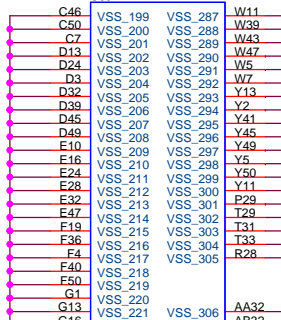 C46 VSS_199 VSS_287 W11
C50 VSS_200 VSS_288 W39
C7 VSS_201 VSS_289 W43
D13 VSS_202 VSS_290 W47
D24 VSS_203 VSS_291 W5
D3 VSS_204 VSS_292 W7
D32 VSS_205 VSS_293 Y13
D39 VSS_206 VSS_294 Y2
D45 VSS_207 VSS_295 Y41
D49 VSS_208 VSS_296 Y45
E10 VSS_209 VSS_297 Y49
E16 VSS_210 VSS_298 Y5
E24 VSS_211 VSS_299 Y50
E28 VSS_212 VSS_300 Y11
E32 VSS_213 VSS_301 P29
E47 VSS_214 VSS_302 T29
F19 VSS_215 VSS_303 T31
F36 VSS_216 VSS_304 T33
F4 VSS_217 VSS_305 R28
F40 VSS_218
F50 VSS_219
G1 VSS_220
G13 VSS_221 VSS_306 AA32